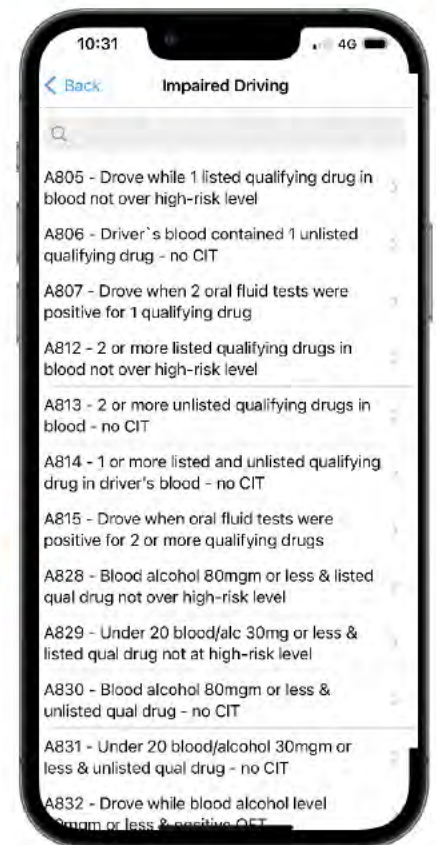 10:31
4G
Back
Impaired Driving
A805 - Drove while 1 listed qualifying drug in
blood not over high-risk level
A806 - Driver`s blood contained 1 unlisted
qualifying drug - no CIT
A807 - Drove when 2 oral fluid tests were
positive for 1 qualifying drug
A812 - 2 or more listed qualifying drugs in
blood not over high-risk level
A813 - 2 or more unlisted qualifying drugs in
blood - no CIT
A814 - 1 or more listed and unlisted qualifying
drug in driver's blood - no CIT
A815 - Drove when oral fluid tests were
positive for 2 or more qualifying drugs
A828 - Blood alcohol 80mgm or less & listed
qual drug not over high-risk level
A829 - Under 20 blood/alc 30mg or less &
listed qual drug not at high-risk level
A830 - Blood alcohol 80mgm or less &
unlisted qual drug - no CIT
A831 - Under 20 blood/alcohol 30mgm or
less & unlisted qual drug - no CIT
A832 - Drove while blood alcohol level
or less & positive OFT